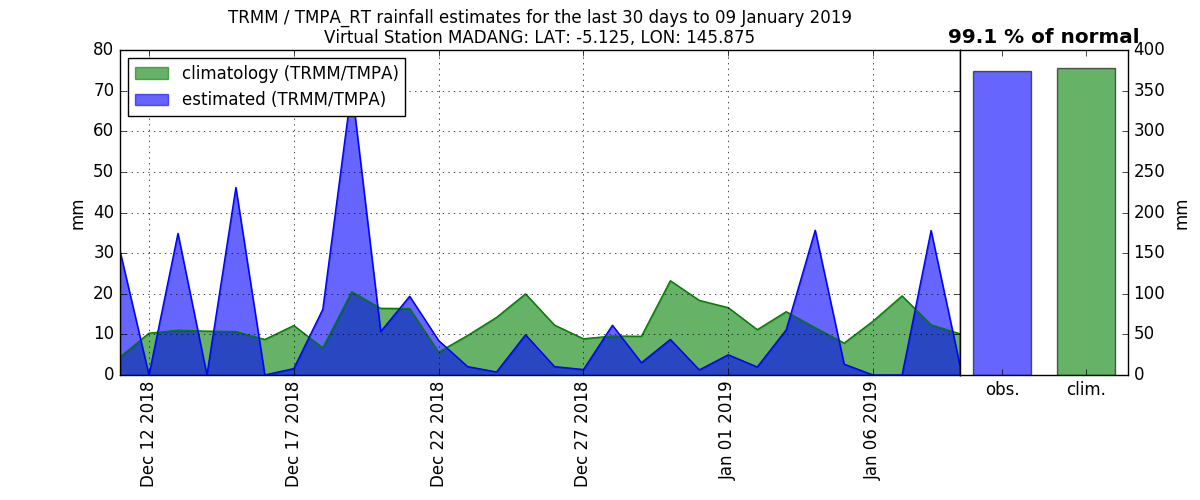 TRMM / TMPA_RT rainfall estimates for the last 30 days to 09 January 2019
Virtual Station MADANG: LAT: -5.125, LON: 145.875
99.1 % of normal
climatology (TRMM/TMPA)
estimated (TRMM/TMPA)
80
70
60
50
40
30
20
10
0
mm
400
350
300
250
200
150
100
50
0
mm
Dec 12 2018
Dec 17 2018
Dec 22 2018
Dec 27 2018
Jan 01 2019
Jan 06 2019
obs.
clim.